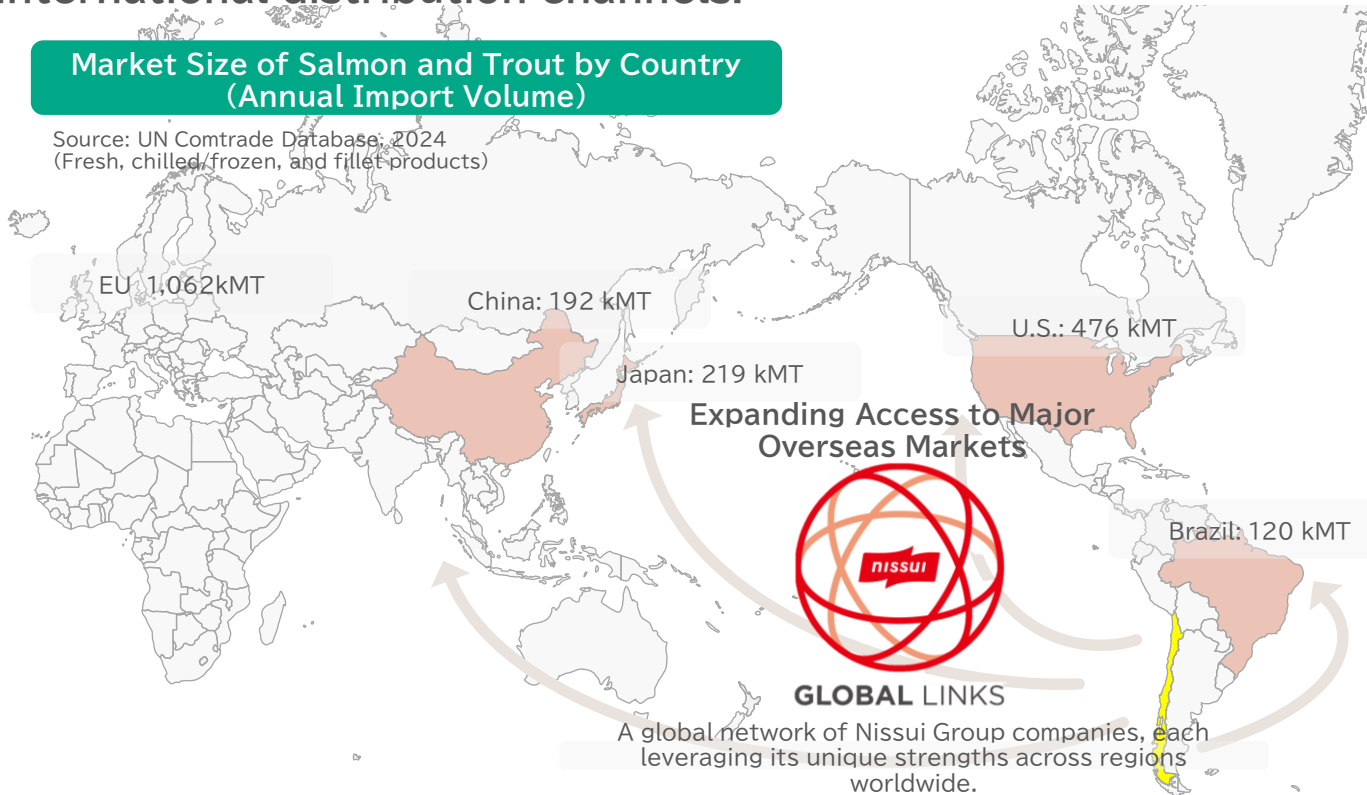 international distribution channels.
Market Size of Salmon and Trout by Country
(Annual Import Volume)
Source: UN Comtrade Database, 2024
(Fresh, chilled/frozen, and fillet products)
EU 1,062kMT
China: 192 kMT
U.S.: 476 kMT
Japan: 219 kMT
Expanding Access to Major
Overseas Markets
Brazil: 120 kMT
nissui
GLOBAL LINKS
A global network of Nissui Group companies, each
leveraging its unique strengths across regions
worldwide.